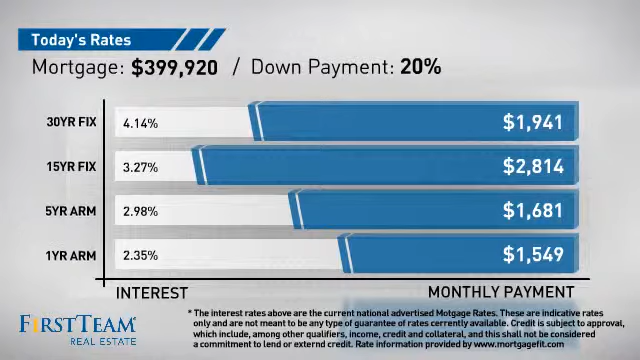 Today's Rates
Mortgage: $399,920 / Down Payment: 20%
30YR FIX 4.14% $1,941
15YR FIX 3.27% $2,814
5YR ARM 2.98% $1,681
1YR ARM 2.35% $1,549
INTEREST MONTHLY PAYMENT
FIRSTTEAM®
REAL ESTATE
* The interest rates above are the current national advertised Motgage Rates. These are indicative rates
only and are not meant to be any type of guarantee of rates cerrently available. Credit is subject to approval,
which include, among other qualifiers, income, credit and collateral, and this shall not be considered
a commitment to lend or externd credit. Rate information provided by www.mortgagefit.com